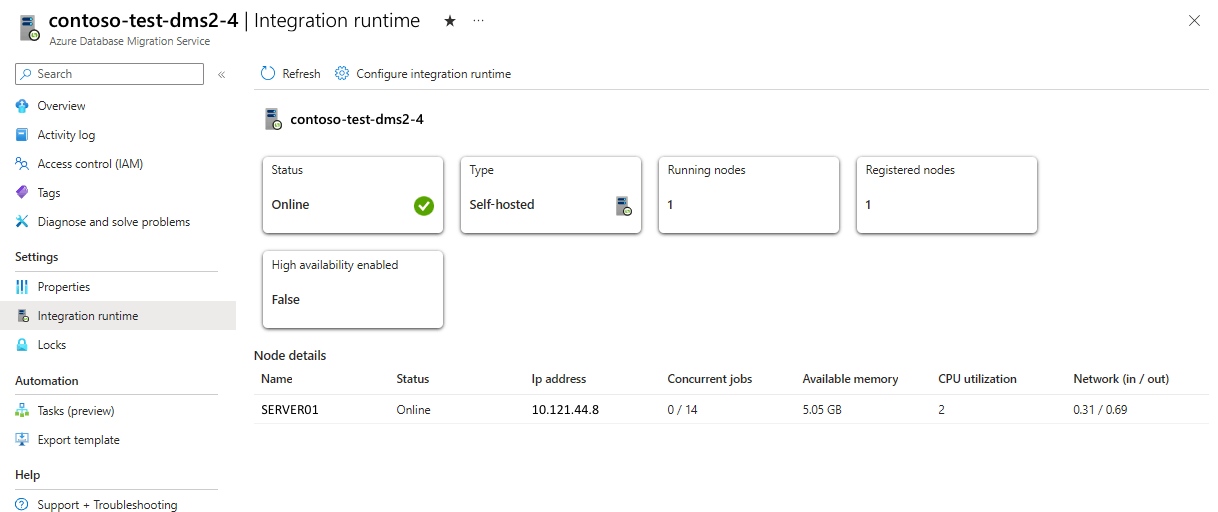 contoso-test-dms2-4 | Integration runtime ★ ···
Azure Database Migration Service
Search «
Overview
Activity log
Access control (IAM)
Tags
Diagnose and solve problems
Settings
Properties
Integration runtime
Locks
Automation
Tasks (preview)
Export template
Help
Support + Troubleshooting
Refresh Configure integration runtime
contoso-test-dms2-4
Status Type Running nodes Registered nodes
Online Self-hosted 1 1
High availability enabled
False
Node details
Name Status Ip address Concurrent jobs Available memory CPU utilization Network (in / out)
SERVER01 Online 10.121.44.8 0 / 14 5.05 GB 2 0.31 / 0.69